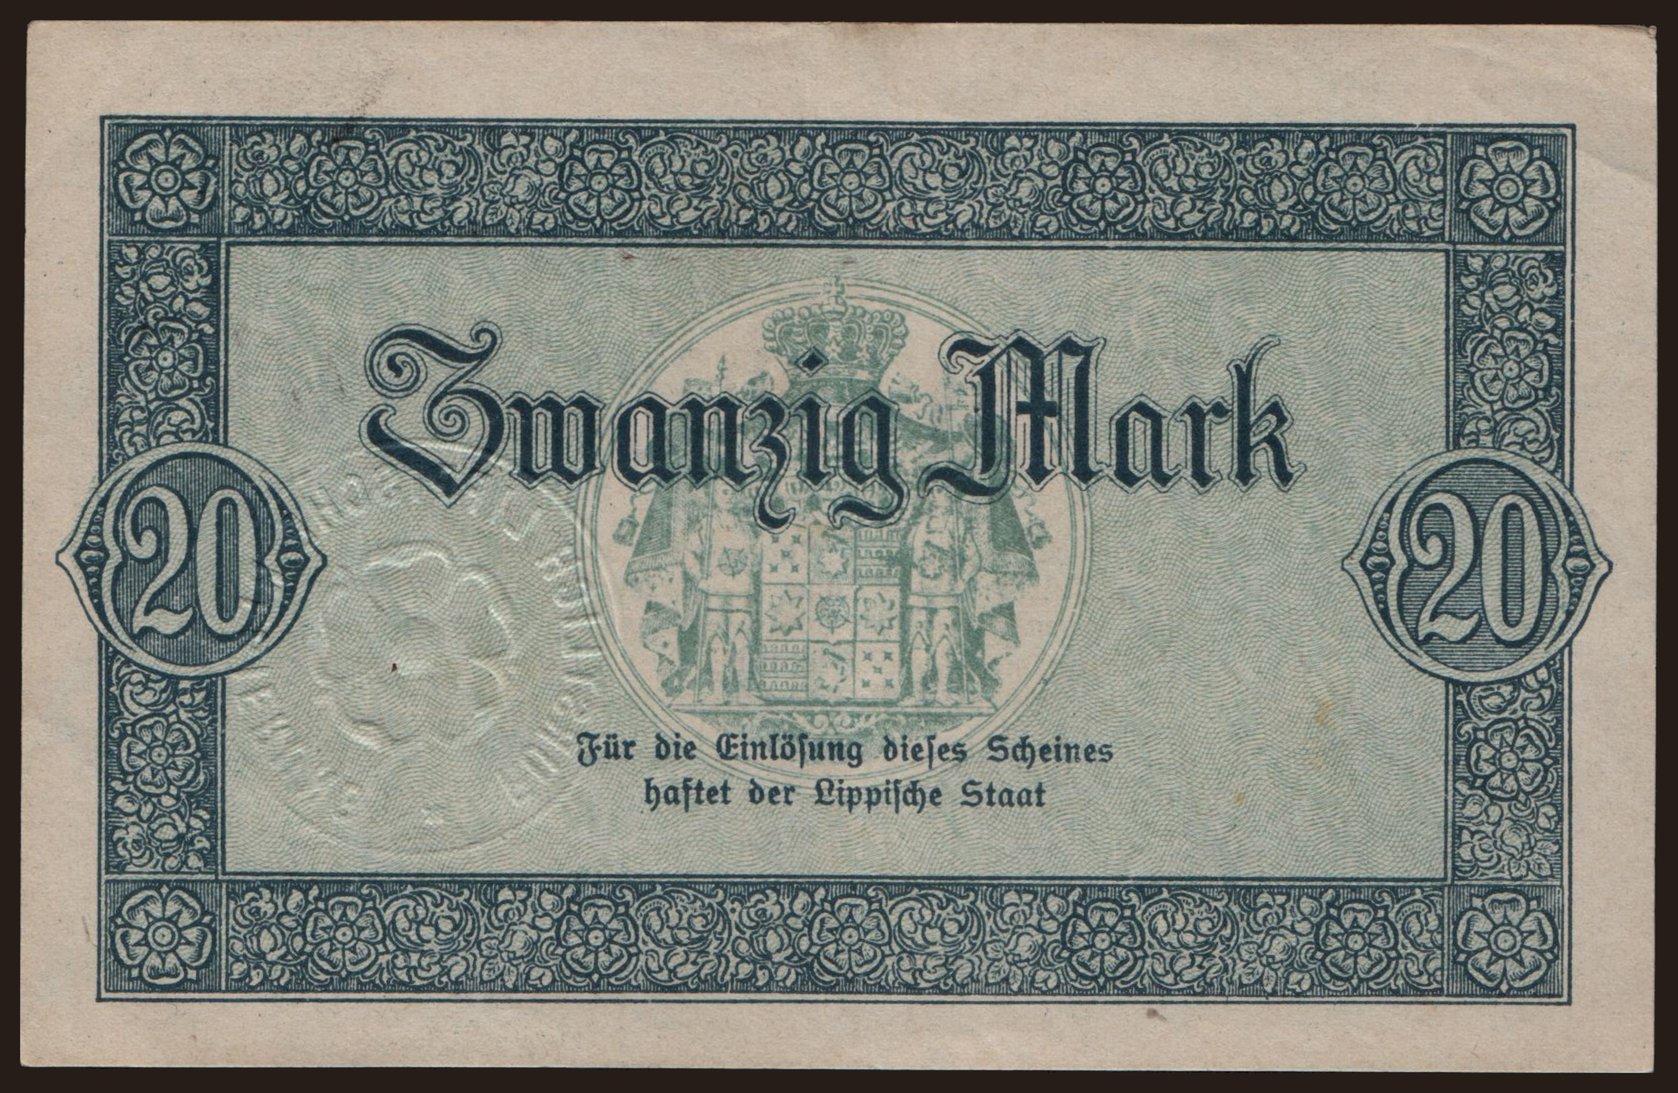 Zwanzig Mark
20
20
Für die Einlöſung dieſes Scheines
haftet der Lippiſche Staat